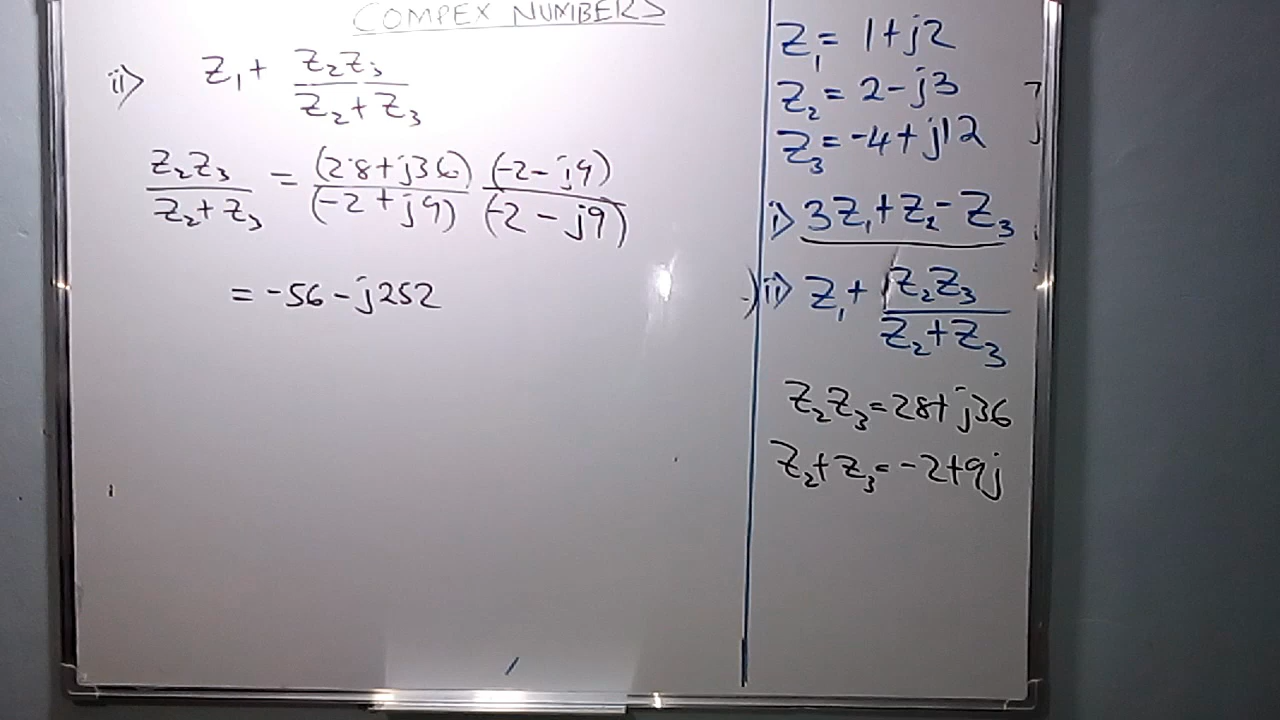 COMPEX NUMBERS
ii) Z₁ + Z₂Z₃ / Z₂ + Z₃
Z₂Z₃ / Z₂ + Z₃ = (28 + j36) (-2 - j9) / (-2 + j9) (-2 - j9)
= -56 - j252
Z₁ = 1 + j2
Z₂ = 2 - j3
Z₃ = -4 + j12
i) 3Z₁ + Z₂ - Z₃
ii) Z₁ + Z₂Z₃ / Z₂ + Z₃
Z₂Z₃ = 28 + j36
Z₂ + Z₃ = -2 + 9j